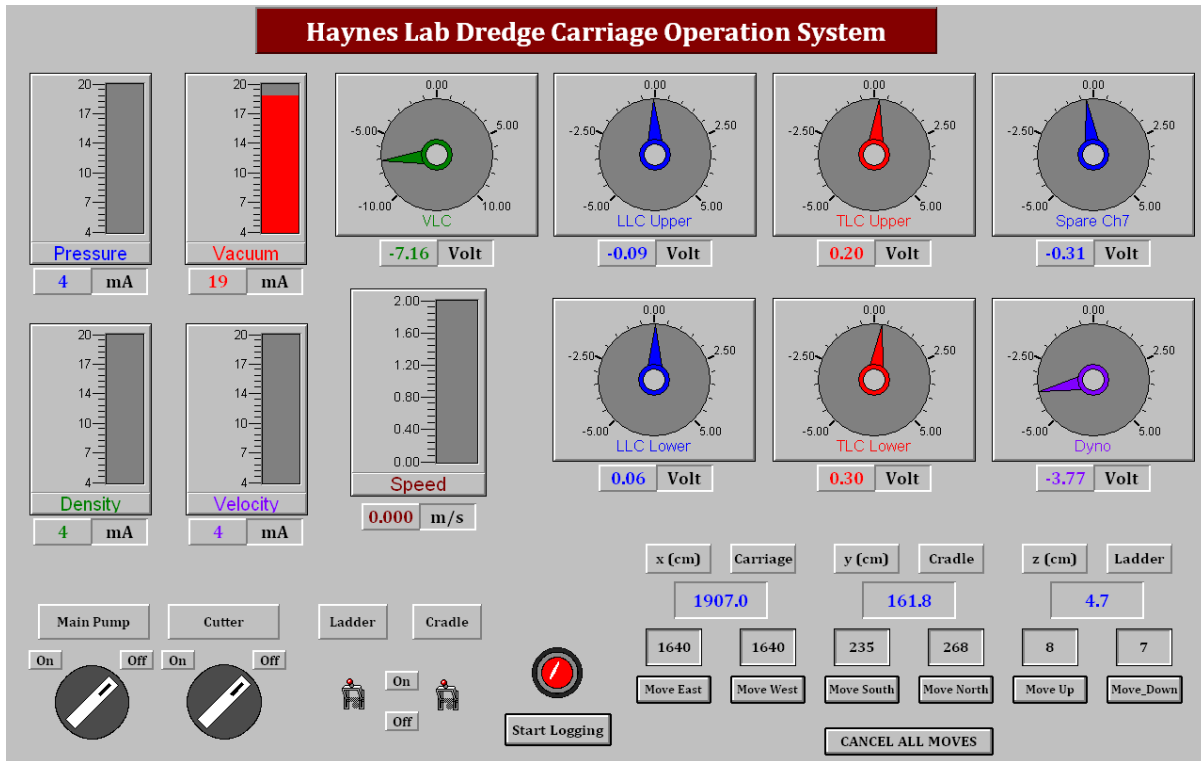 Haynes Lab Dredge Carriage Operation System
20
17
14
10
7
4
Pressure
4 mA
20
17
14
10
7
4
Vacuum
19 mA
0.00
-5.00 5.00
-10.00 10.00
VLC
-7.16 Volt
0.00
-2.50 2.50
-5.00 5.00
LLC Upper
-0.09 Volt
0.00
-2.50 2.50
-5.00 5.00
TLC Upper
0.20 Volt
0.00
-2.50 2.50
-5.00 5.00
Spare Ch7
-0.31 Volt
20
17
14
10
7
4
Density
4 mA
20
17
14
10
7
4
Velocity
4 mA
2.00
1.60
1.20
0.80
0.40
0.00
Speed
0.000 m/s
0.00
-2.50 2.50
-5.00 5.00
LLC Lower
0.06 Volt
0.00
-2.50 2.50
-5.00 5.00
TLC Lower
0.30 Volt
0.00
-2.50 2.50
-5.00 5.00
Dyno
-3.77 Volt
Main Pump
On Off
Cutter
On Off
Ladder Cradle
On
Off
Start Logging
x (cm) Carriage
1907.0
1640 1640
Move East Move West
y (cm) Cradle
161.8
235 268
Move South Move North
z (cm) Ladder
4.7
8 7
Move Up Move_Down
CANCEL ALL MOVES